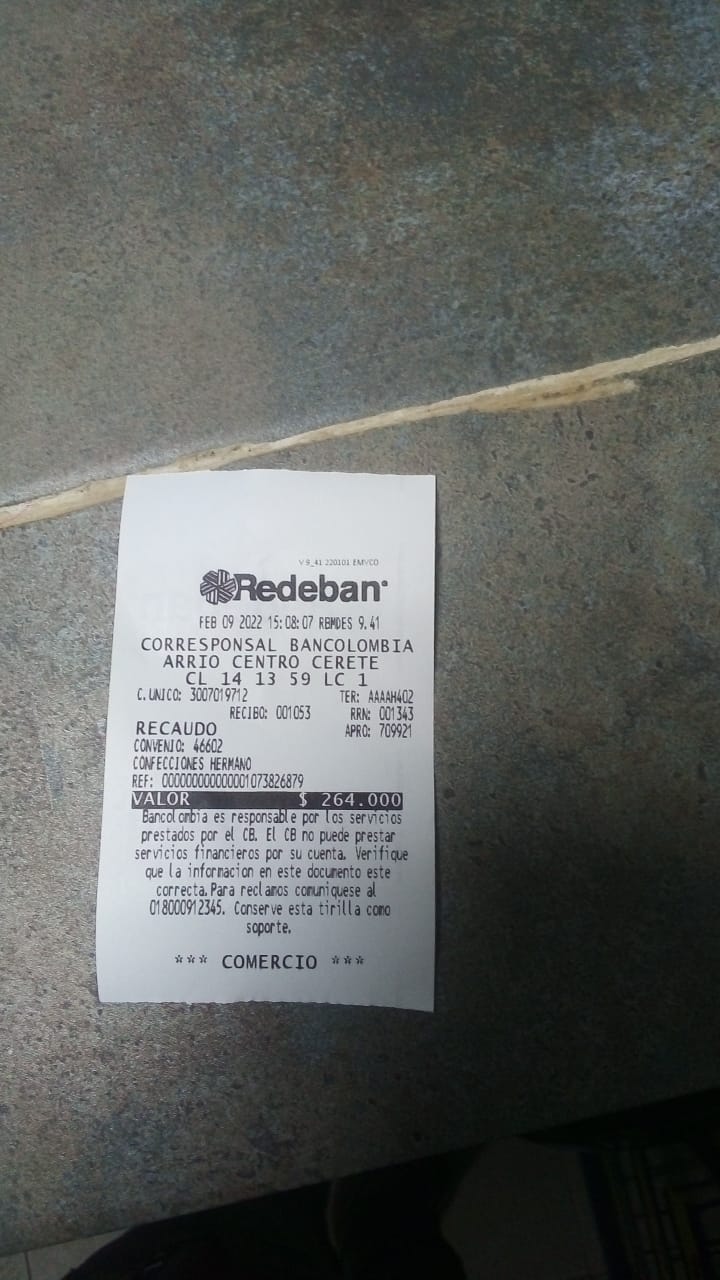 V 9_41 220101 EMVCO
Redeban
FEB 09 2022 15:08:07 RBMDES 9.41
CORRESPONSAL BANCOLOMBIA
ARRIO CENTRO CERETE
CL 14 13 59 LC 1
C.UNICO: 3007019712 TER: AAAAH402
RECIBO: 001053 RRN: 001343
RECAUDO APRO: 709921
CONVENIO: 46602
CONFECCIONES HERMANO
REF: 00000000000001073826879
VALOR $ 264.000
Bancolombia es responsable por los servicios
prestados por el CB. El CB no puede prestar
servicios financieros por su cuenta. Verifique
que la informacion en este documento este
correcta. Para reclamos comuniquese al
018000912345. Conserve esta tirilla como
soporte.
*** COMERCIO ***